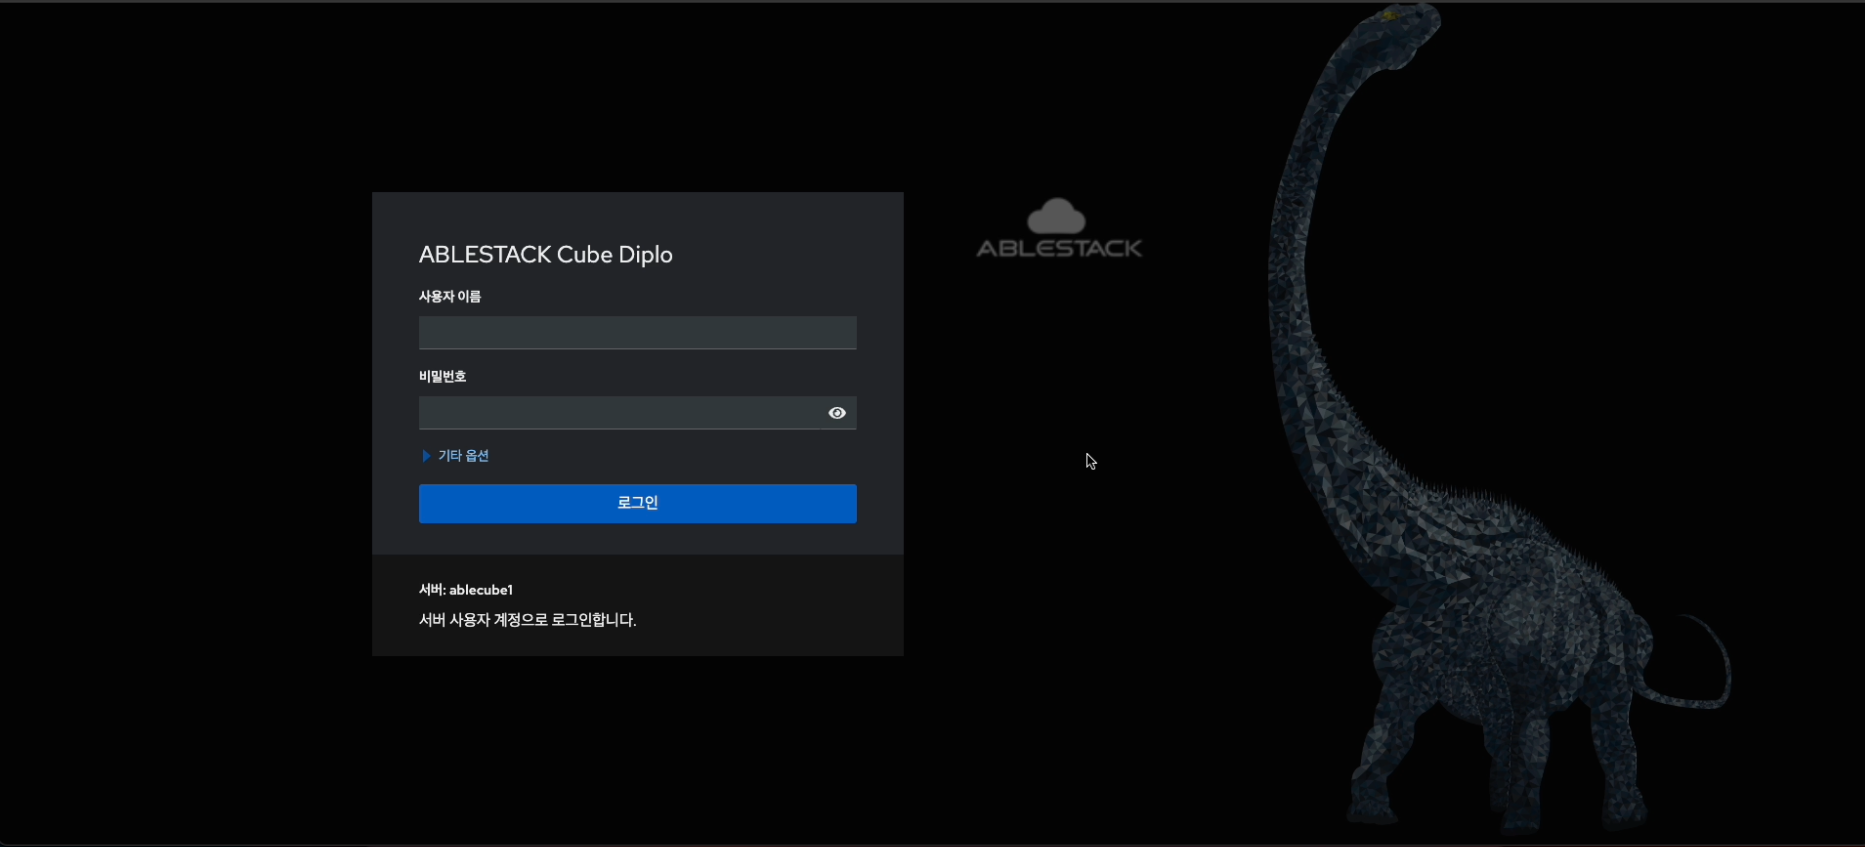 ABLESTACK Cube Diplo
사용자 이름
비밀번호
기타 옵션
로그인
서버: ablecube1
서버 사용자 계정으로 로그인합니다.
ABLESTACK